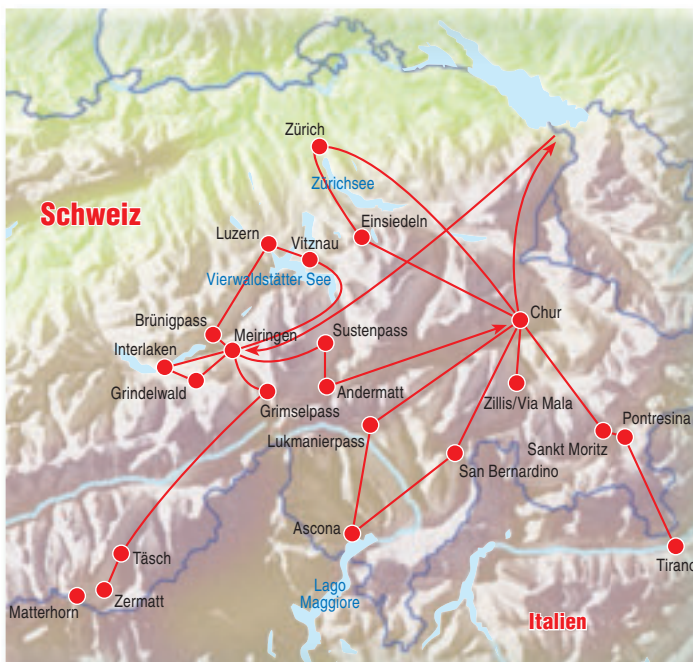 Zürich
Zürichsee
Schweiz
Einsiedeln
Luzern
Vitznau
Vierwaldstätter See
Chur
Brünigpass
Meiringen
Sustenpass
Interlaken
Grindelwald
Andermatt
Grimselpass
Zillis/Via Mala
Pontresina
Lukmanierpass
Sankt Moritz
San Bernardino
Ascona
Täsch
Tirano
Lago
Maggiore
Zermatt
Matterhorn
Italien